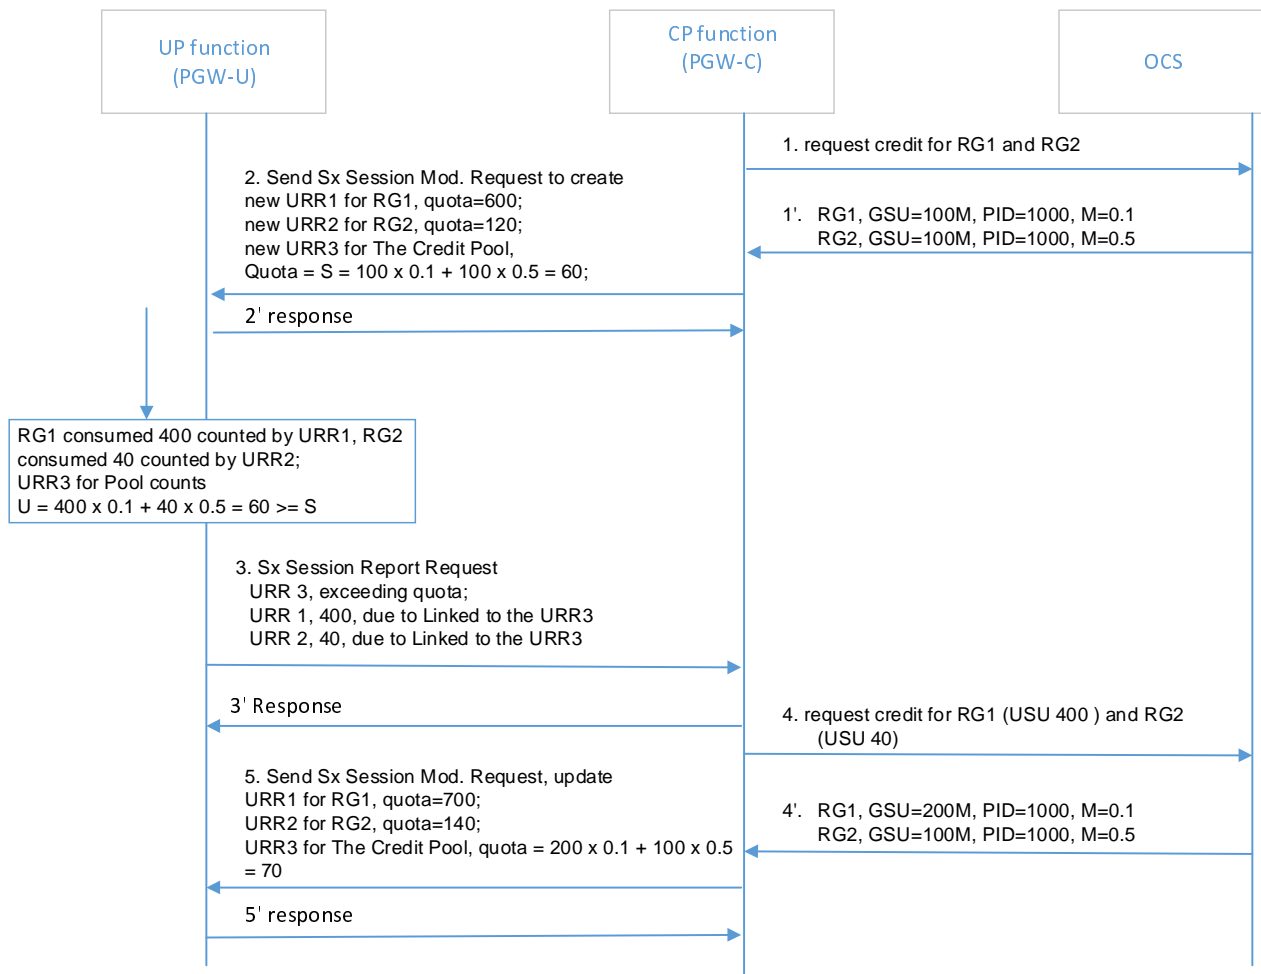 UP function
(PGW-U)
CP function
(PGW-C)
OCS
1. request credit for RG1 and RG2
2. Send Sx Session Mod. Request to create
new URR1 for RG1, quota=600;
new URR2 for RG2, quota=120;
new URR3 for The Credit Pool,
Quota = S = 100 x 0.1 + 100 x 0.5 = 60;
1'. RG1, GSU=100M, PID=1000, M=0.1
RG2, GSU=100M, PID=1000, M=0.5
2' response
RG1 consumed 400 counted by URR1, RG2
consumed 40 counted by URR2;
URR3 for Pool counts
U = 400 x 0.1 + 40 x 0.5 = 60 >= S
3. Sx Session Report Request
URR 3, exceeding quota;
URR 1, 400, due to Linked to the URR3
URR 2, 40, due to Linked to the URR3
3' Response
4. request credit for RG1 (USU 400 ) and RG2
(USU 40)
5. Send Sx Session Mod. Request, update
URR1 for RG1, quota=700;
URR2 for RG2, quota=140;
URR3 for The Credit Pool, quota = 200 x 0.1 + 100 x 0.5
= 70
4'. RG1, GSU=200M, PID=1000, M=0.1
RG2, GSU=100M, PID=1000, M=0.5
5' response